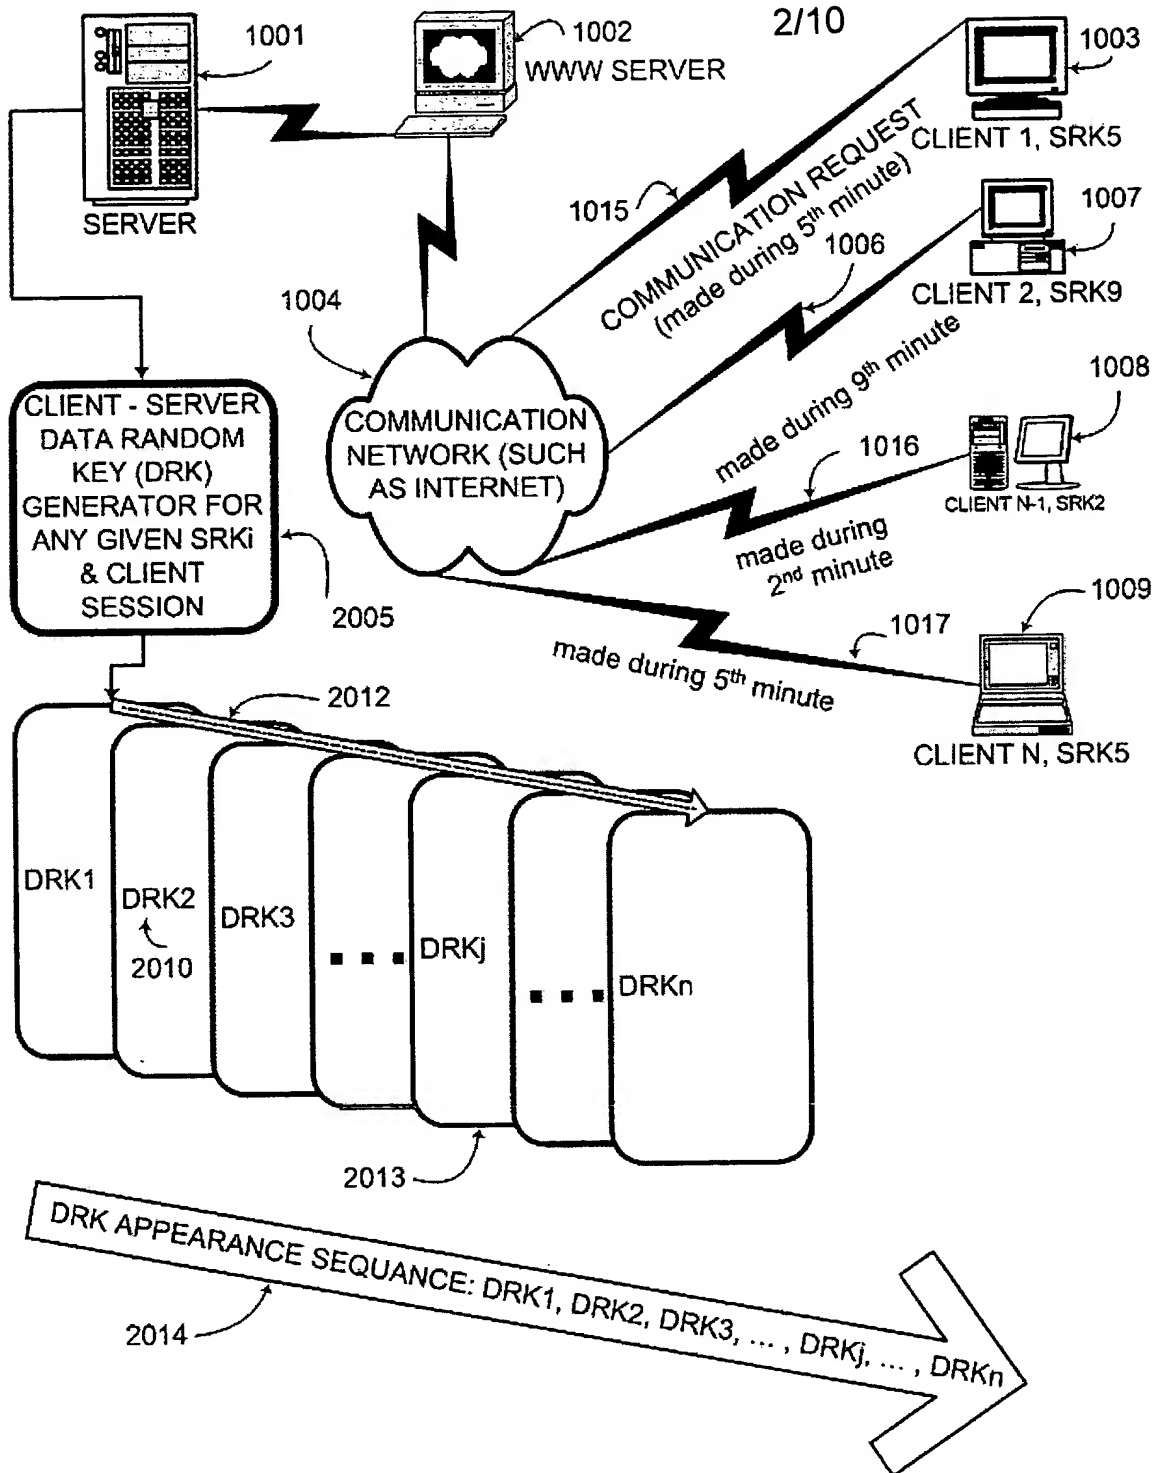 2/10
1001
1002
WWW SERVER
1003
CLIENT 1, SRK5
SERVER
1015
COMMUNICATION REQUEST
(made during 5th minute)
1006
1007
CLIENT 2, SRK9
1004
made during 9th minute
1008
CLIENT - SERVER
DATA RANDOM
KEY (DRK)
GENERATOR FOR
ANY GIVEN SRKi
& CLIENT
SESSION
COMMUNICATION
NETWORK (SUCH
AS INTERNET)
1016
CLIENT N-1, SRK2
made during
2nd minute
2005
1009
1017
made during 5th minute
CLIENT N, SRK5
2012
DRK1
DRK2
2010
DRK3
▪ ▪ ▪
DRKj
▪ ▪ ▪
DRKn
2013
DRK APPEARANCE SEQUANCE: DRK1, DRK2, DRK3, ... , DRKj, ... , DRKn
2014